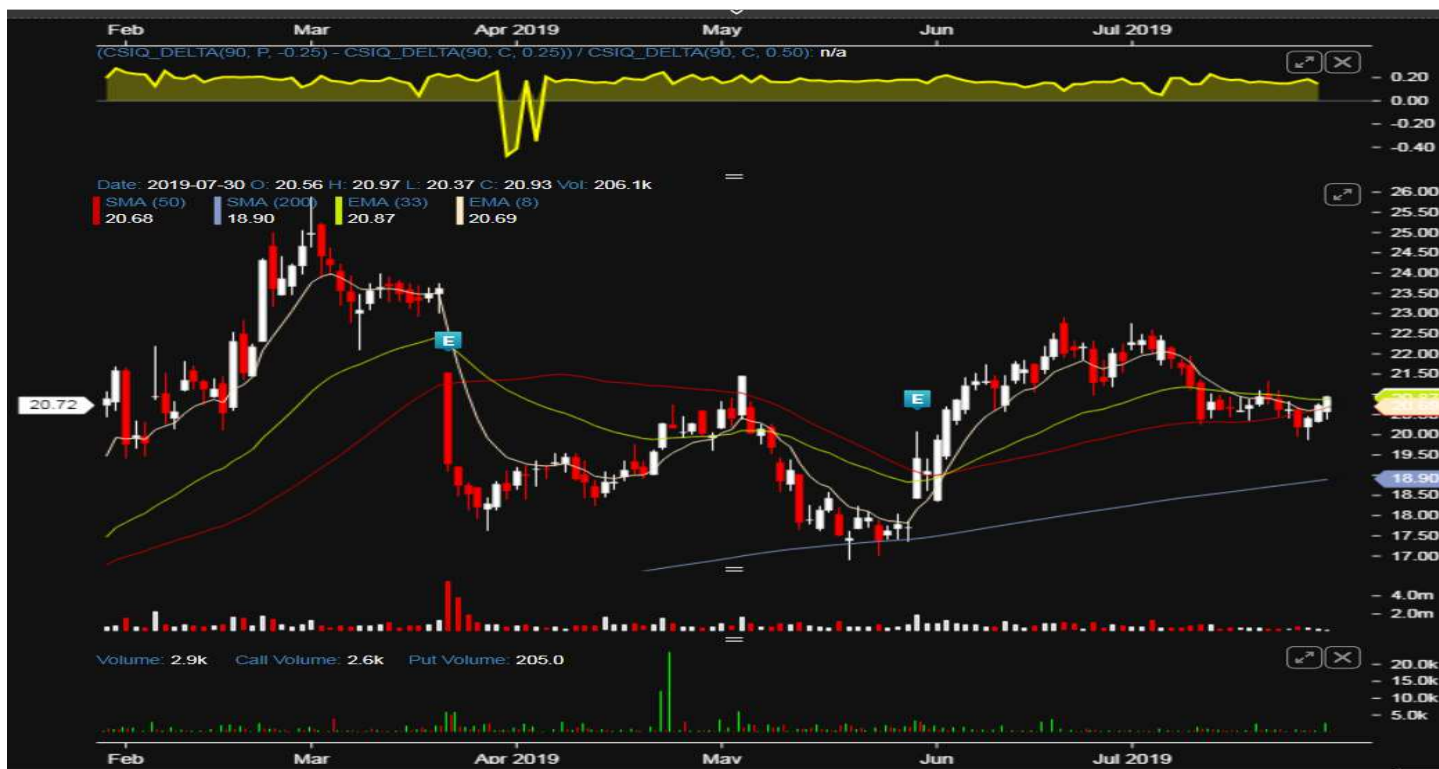 Feb Mar Apr 2019 May Jun Jul 2019
(CSIQ_DELTA(90, P, -0.25) - CSIQ_DELTA(90, C, 0.25)) / CSIQ_DELTA(90, C, 0.50): n/a
0.20
0.00
-0.20
-0.40
Date: 2019-07-30 O: 20.56 H: 20.97 L: 20.37 C: 20.93 Vol: 206.1k
SMA (50) SMA (200) EMA (33) EMA (8)
20.68 18.90 20.87 20.69
26.00
25.50
25.00
24.50
24.00
23.50
23.00
22.50
22.00
21.50
E
E
20.72
20.00
19.50
18.90
18.50
18.00
17.50
17.00
4.0m
2.0m
Volume: 2.9k Call Volume: 2.6k Put Volume: 205.0
20.0k
15.0k
10.0k
5.0k
Feb Mar Apr 2019 May Jun Jul 2019